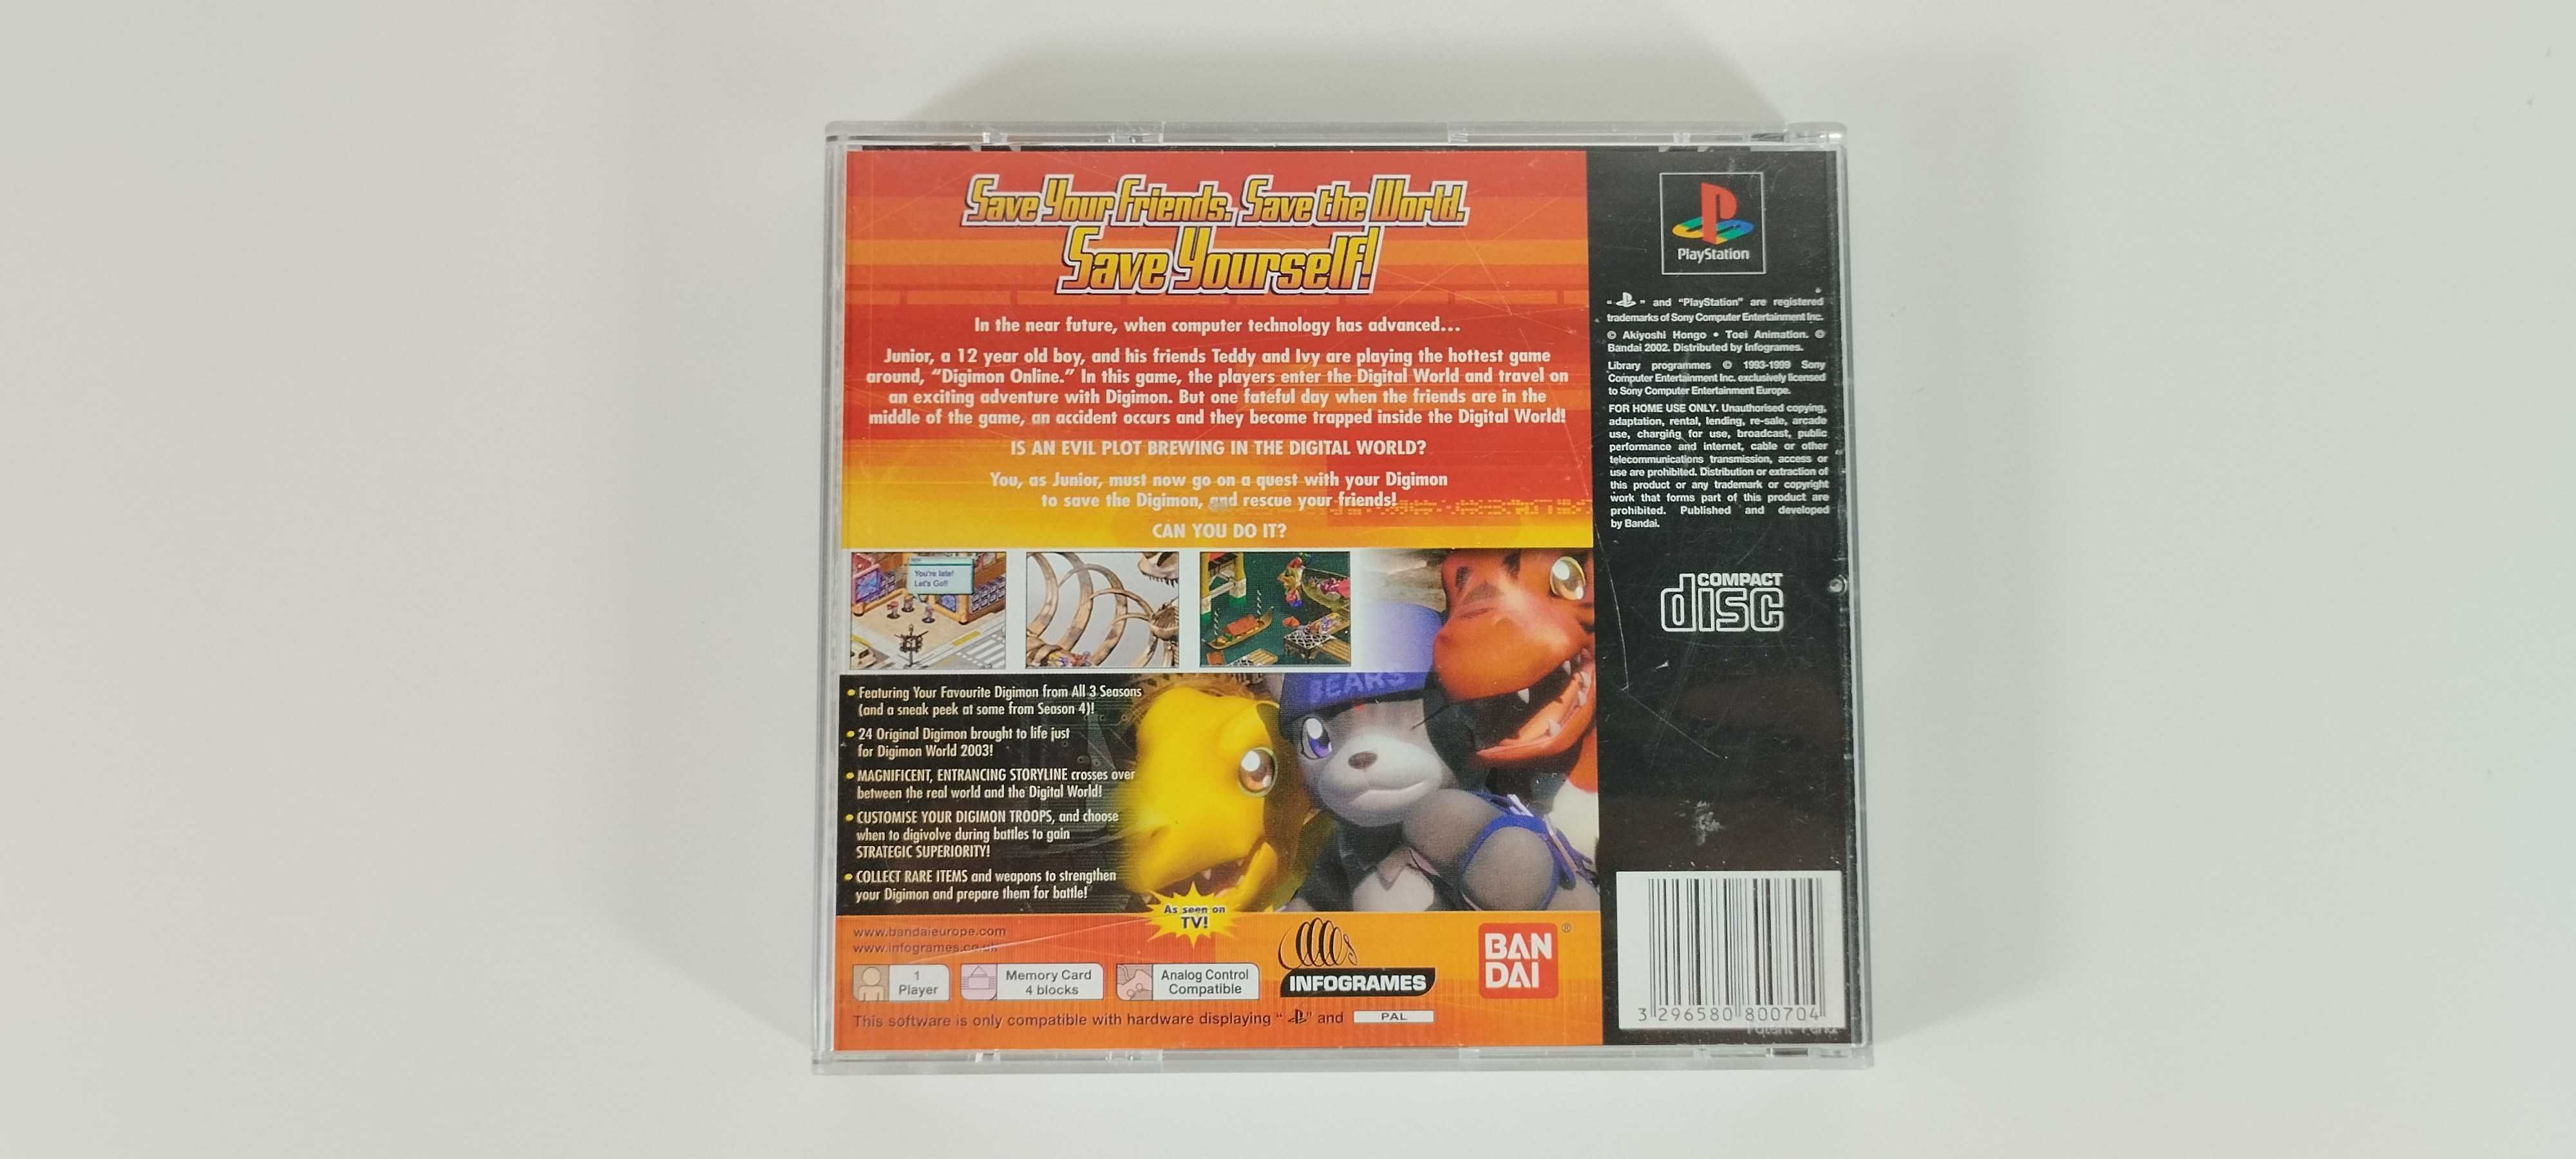 Save Your Friends. Save the World.
Save Yourself!
In the near future, when computer technology has advanced...
Junior, a 12 year old boy, and his friends Teddy and Ivy are playing the hottest game
around, “Digimon Online.” In this game, the players enter the Digital World and travel on
an exciting adventure with Digimon. But one fateful day when the friends are in the
middle of the game, an accident occurs and they become trapped inside the Digital World!
IS AN EVIL PLOT BREWING IN THE DIGITAL WORLD?
You, as Junior, must now go on a quest with your Digimon
to save the Digimon, and rescue your friends!
CAN YOU DO IT?
You're late!
Let's Go!!
BEARS
• Featuring Your Favourite Digimon from All 3 Seasons
(and a sneak peek at some from Season 4)!
• 24 Original Digimon brought to life just
for Digimon World 2003!
• MAGNIFICENT, ENTRANCING STORYLINE crosses over
between the real world and the Digital World!
• CUSTOMISE YOUR DIGIMON TROOPS, and choose
when to digivolve during battles to gain
STRATEGIC SUPERIORITY!
• COLLECT RARE ITEMS and weapons to strengthen
your Digimon and prepare them for battle!
As seen on
TV!
www.bandaieurope.com
www.infogrames.co.uk
1
Player
Memory Card
4 blocks
Analog Control
Compatible
INFOGRAMES
BAN
DAI
®
This software is only compatible with hardware displaying “ ” and PAL
PlayStation
“ ” and “PlayStation” are registered
trademarks of Sony Computer Entertainment Inc.
© Akiyoshi Hongo • Toei Animation. ©
Bandai 2002. Distributed by Infogrames.
Library programmes © 1993-1999 Sony
Computer Entertainment Inc. exclusively licensed
to Sony Computer Entertainment Europe.
FOR HOME USE ONLY. Unauthorised copying,
adaptation, rental, lending, re-sale, arcade
use, charging for use, broadcast, public
performance and internet, cable or other
telecommunications transmission, access or
use are prohibited. Distribution or extraction of
this product or any trademark or copyright
work that forms part of this product are
prohibited. Published and developed
by Bandai.
COMPACT
disc
3 296580 800704